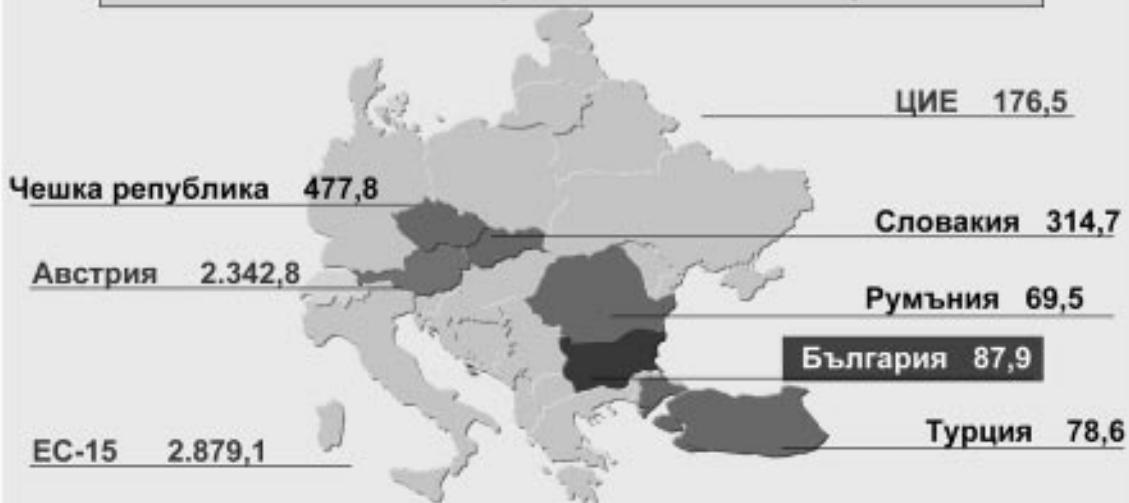 ЦИЕ 176,5
Чешка република 477,8
Словакия 314,7
Австрия 2.342,8
Румъния 69,5
България 87,9
Турция 78,6
ЕС-15 2.879,1